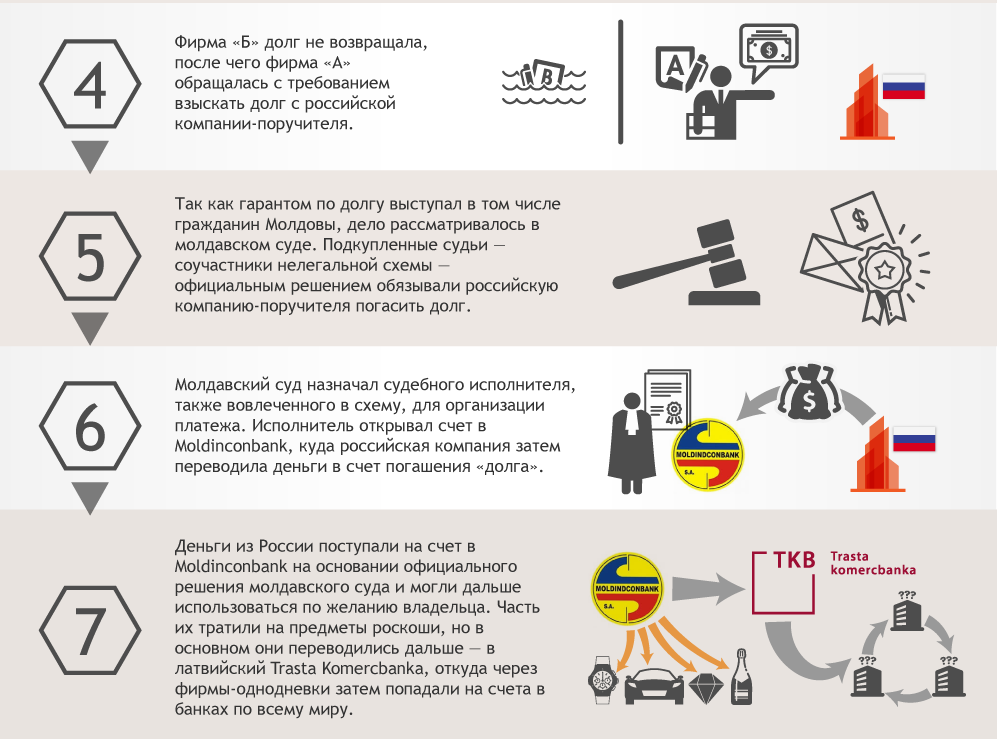 4
Фирма «Б» долг не возвращала,
после чего фирма «А»
обращалась с требованием
взыскать долг с российской
компании-поручителя.
B
A
$
5
Так как гарантом по долгу выступал в том числе
гражданин Молдовы, дело рассматривалось в
молдавском суде. Подкупленные судьи —
соучастники нелегальной схемы —
официальным решением обязывали российскую
компанию-поручителя погасить долг.
$
6
Молдавский суд назначал судебного исполнителя,
также вовлеченного в схему, для организации
платежа. Исполнитель открывал счет в
Moldinconbank, куда российская компания затем
переводила деньги в счет погашения «долга».
$
MOLDINDCONBANK
S.A.
7
Деньги из России поступали на счет в
Moldinconbank на основании официального
решения молдавского суда и могли дальше
использоваться по желанию владельца. Часть
их тратили на предметы роскоши, но в
основном они переводились дальше — в
латвийский Trasta Komercbanka, откуда через
фирмы-однодневки затем попадали на счета в
банках по всему миру.
MOLDINDCONBANK
S.A.
TKB
Trasta
komercbanka
???
???
???